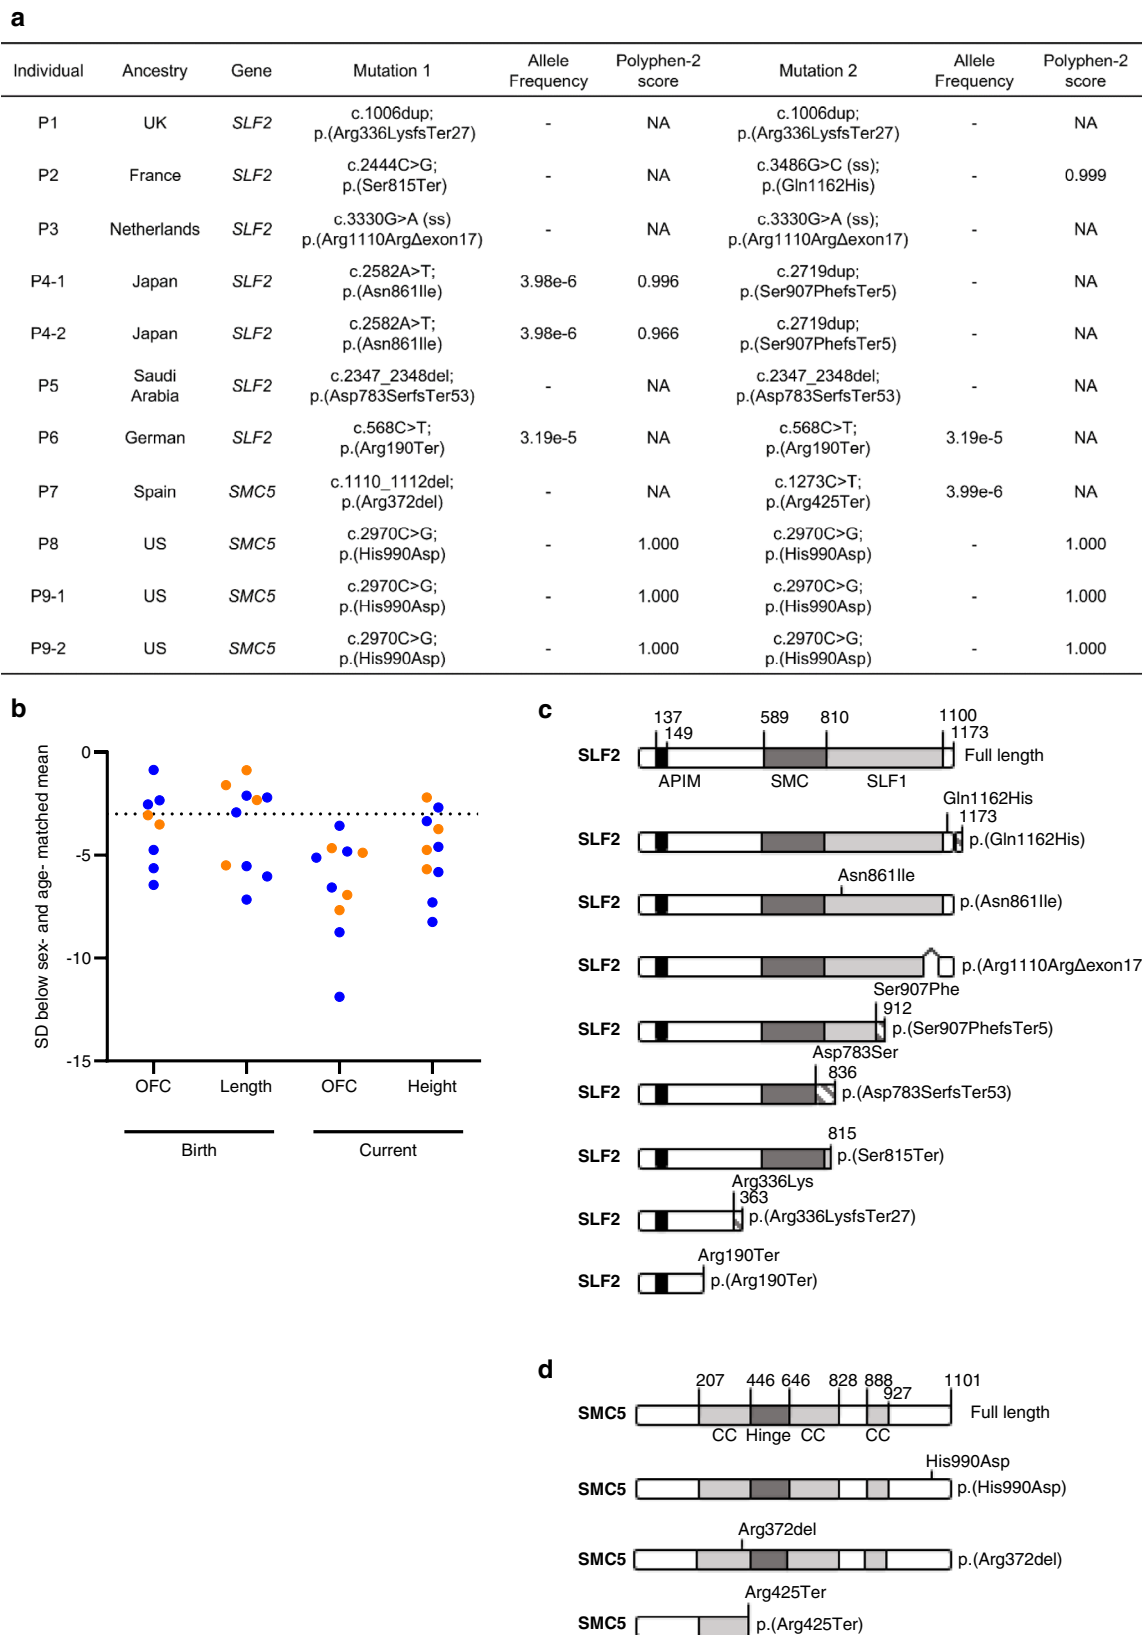 a
Individual Ancestry Gene Mutation 1 Allele Frequency Polyphen-2 score Mutation 2 Allele Frequency Polyphen-2 score
P1 UK SLF2 c.1006dup; p.(Arg336LysfsTer27) - NA c.1006dup; p.(Arg336LysfsTer27) - NA
P2 France SLF2 c.2444C>G; p.(Ser815Ter) - NA c.3486G>C (ss); p.(Gln1162His) - 0.999
P3 Netherlands SLF2 c.3330G>A (ss) p.(Arg1110ArgΔexon17) - NA c.3330G>A (ss); p.(Arg1110ArgΔexon17) - NA
P4-1 Japan SLF2 c.2582A>T; p.(Asn861Ile) 3.98e-6 0.996 c.2719dup; p.(Ser907PhefsTer5) - NA
P4-2 Japan SLF2 c.2582A>T; p.(Asn861Ile) 3.98e-6 0.966 c.2719dup; p.(Ser907PhefsTer5) - NA
P5 Saudi Arabia SLF2 c.2347_2348del; p.(Asp783SerfsTer53) - NA c.2347_2348del; p.(Asp783SerfsTer53) - NA
P6 German SLF2 c.568C>T; p.(Arg190Ter) 3.19e-5 NA c.568C>T; p.(Arg190Ter) 3.19e-5 NA
P7 Spain SMC5 c.1110_1112del; p.(Arg372del) - NA c.1273C>T; p.(Arg425Ter) 3.99e-6 NA
P8 US SMC5 c.2970C>G; p.(His990Asp) - 1.000 c.2970C>G; p.(His990Asp) - 1.000
P9-1 US SMC5 c.2970C>G; p.(His990Asp) - 1.000 c.2970C>G; p.(His990Asp) - 1.000
P9-2 US SMC5 c.2970C>G; p.(His990Asp) - 1.000 c.2970C>G; p.(His990Asp) - 1.000
b
SD below sex- and age- matched mean
0
-5
-10
-15
OFC Length OFC Height
Birth Current
c
137 589 810 1100
149 1173
SLF2 Full length
APIM SMC SLF1
Gln1162His
1173
SLF2 p.(Gln1162His)
Asn861Ile
SLF2 p.(Asn861Ile)
SLF2 p.(Arg1110ArgΔexon17
Ser907Phe
912
SLF2 p.(Ser907PhefsTer5)
Asp783Ser
836
SLF2 p.(Asp783SerfsTer53)
815
SLF2 p.(Ser815Ter)
Arg336Lys
363
SLF2 p.(Arg336LysfsTer27)
Arg190Ter
SLF2 p.(Arg190Ter)
d
207 446 646 828 888 1101
927
SMC5 Full length
CC Hinge CC CC
His990Asp
SMC5 p.(His990Asp)
Arg372del
SMC5 p.(Arg372del)
Arg425Ter
SMC5 p.(Arg425Ter)